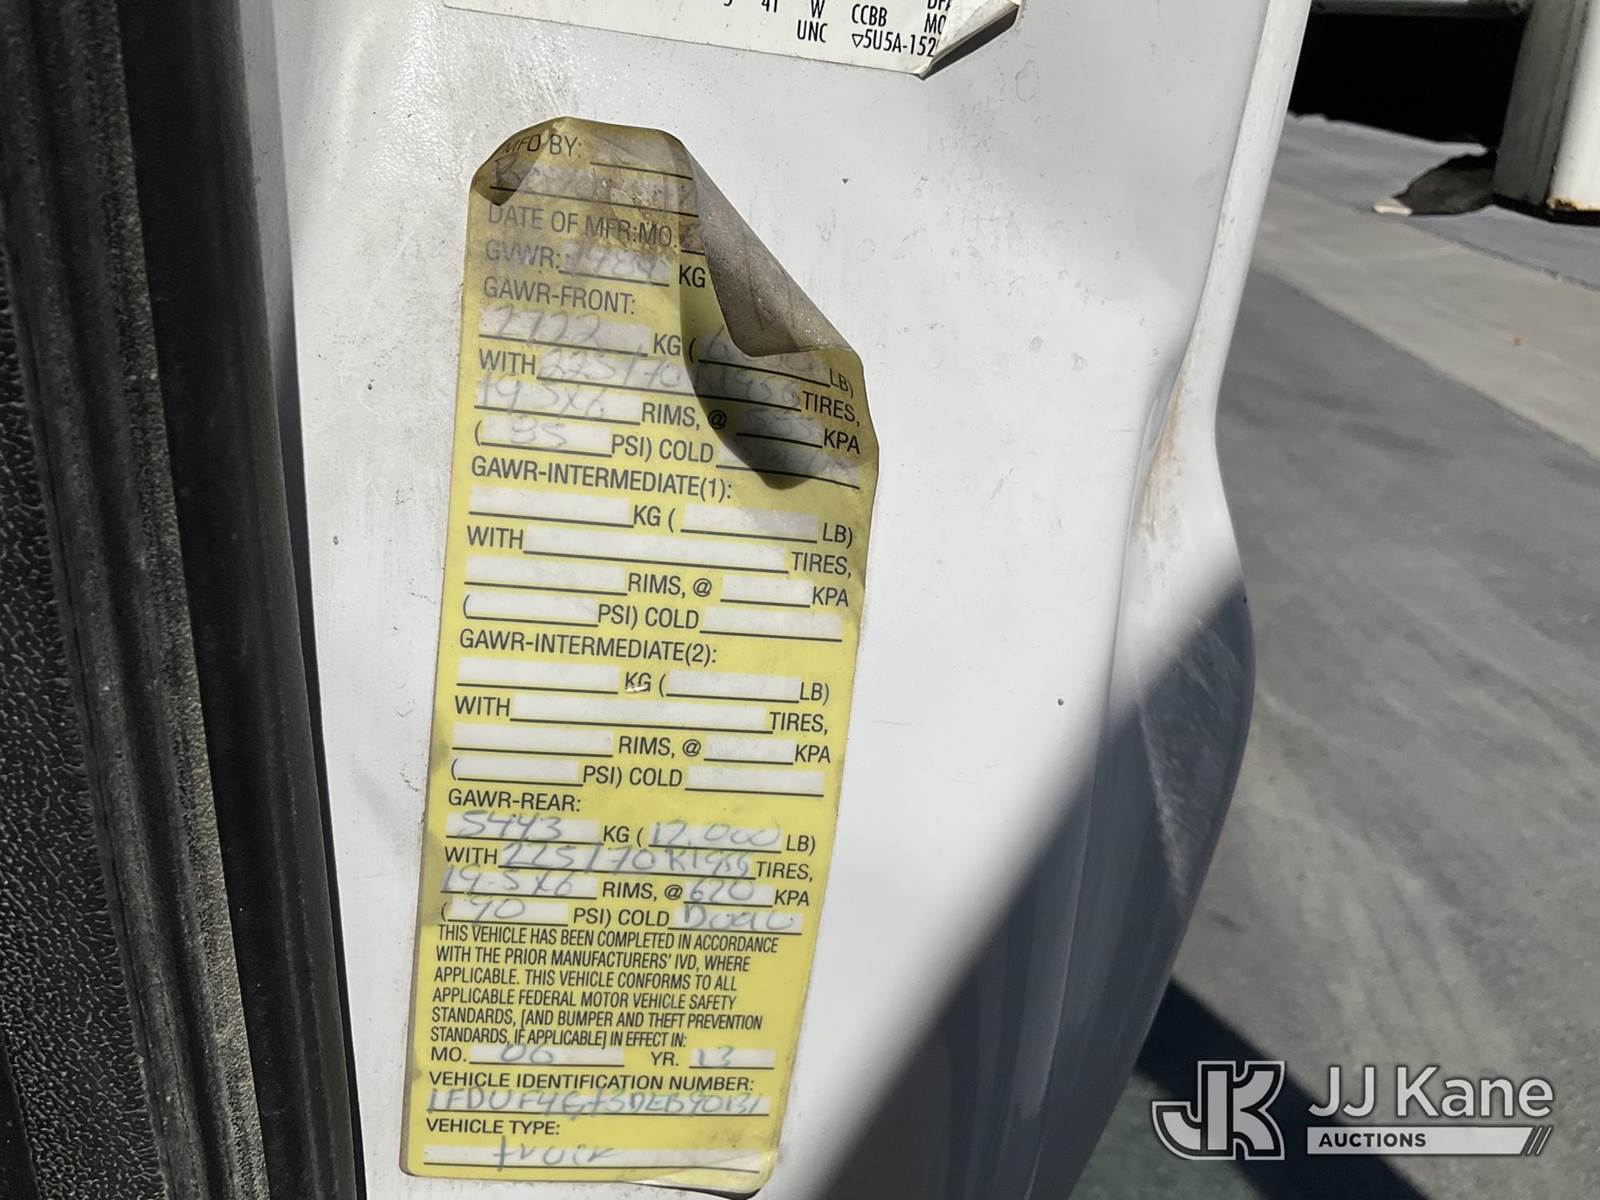 41 W CCBB
UNC ▽5U5A-152
MFD BY:
DATE OF MFR:MO.
GVWR: KG
GAWR-FRONT:
2722 KG ( LB)
WITH 225/70 R19.5G TIRES,
19.5x6 RIMS, @ KPA
( 85 PSI) COLD
GAWR-INTERMEDIATE(1):
KG ( LB)
WITH TIRES,
RIMS, @ KPA
( PSI) COLD
GAWR-INTERMEDIATE(2):
KG ( LB)
WITH TIRES,
RIMS, @ KPA
( PSI) COLD
GAWR-REAR:
5443 KG ( 12,000 LB)
WITH 225/70 R19.5G TIRES,
19.5x6 RIMS, @ 620 KPA
( 90 PSI) COLD Dual
THIS VEHICLE HAS BEEN COMPLETED IN ACCORDANCE
WITH THE PRIOR MANUFACTURERS' IVD, WHERE
APPLICABLE. THIS VEHICLE CONFORMS TO ALL
APPLICABLE FEDERAL MOTOR VEHICLE SAFETY
STANDARDS, [AND BUMPER AND THEFT PREVENTION
STANDARDS, IF APPLICABLE] IN EFFECT IN:
MO. 06 YR. 13
VEHICLE IDENTIFICATION NUMBER:
1FDUF4GT3DEB90131
VEHICLE TYPE:
truck
JK JJ Kane
AUCTIONS